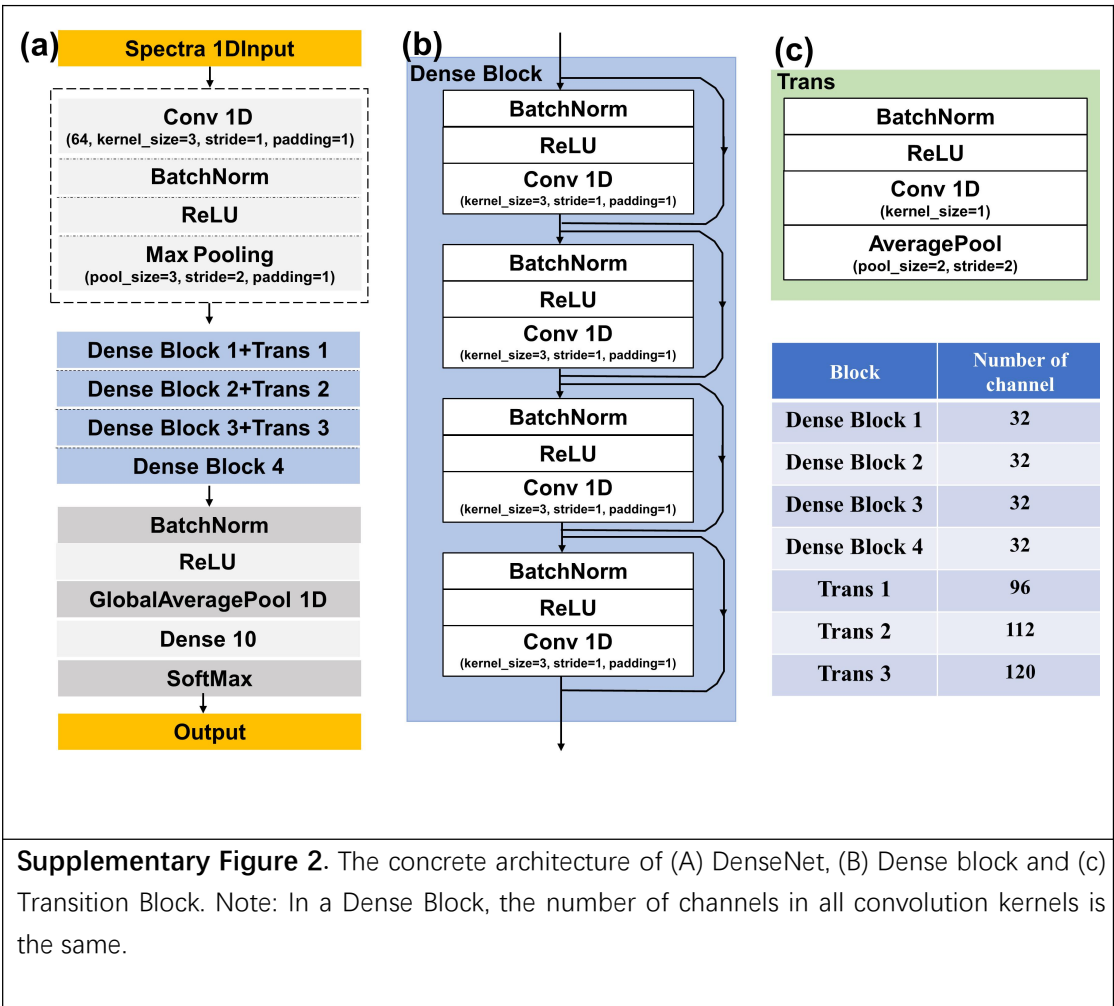 (a)
Spectra 1DInput
Conv 1D
(64, kernel_size=3, stride=1, padding=1)
BatchNorm
ReLU
Max Pooling
(pool_size=3, stride=2, padding=1)
Dense Block 1+Trans 1
Dense Block 2+Trans 2
Dense Block 3+Trans 3
Dense Block 4
BatchNorm
ReLU
GlobalAveragePool 1D
Dense 10
SoftMax
Output
(b)
Dense Block
BatchNorm
ReLU
Conv 1D
(kernel_size=3, stride=1, padding=1)
BatchNorm
ReLU
Conv 1D
(kernel_size=3, stride=1, padding=1)
BatchNorm
ReLU
Conv 1D
(kernel_size=3, stride=1, padding=1)
BatchNorm
ReLU
Conv 1D
(kernel_size=3, stride=1, padding=1)
(c)
Trans
BatchNorm
ReLU
Conv 1D
(kernel_size=1)
AveragePool
(pool_size=2, stride=2)
Block Number of
channel
Dense Block 1 32
Dense Block 2 32
Dense Block 3 32
Dense Block 4 32
Trans 1 96
Trans 2 112
Trans 3 120
Supplementary Figure 2. The concrete architecture of (A) DenseNet, (B) Dense block and (c)
Transition Block. Note: In a Dense Block, the number of channels in all convolution kernels is
the same.